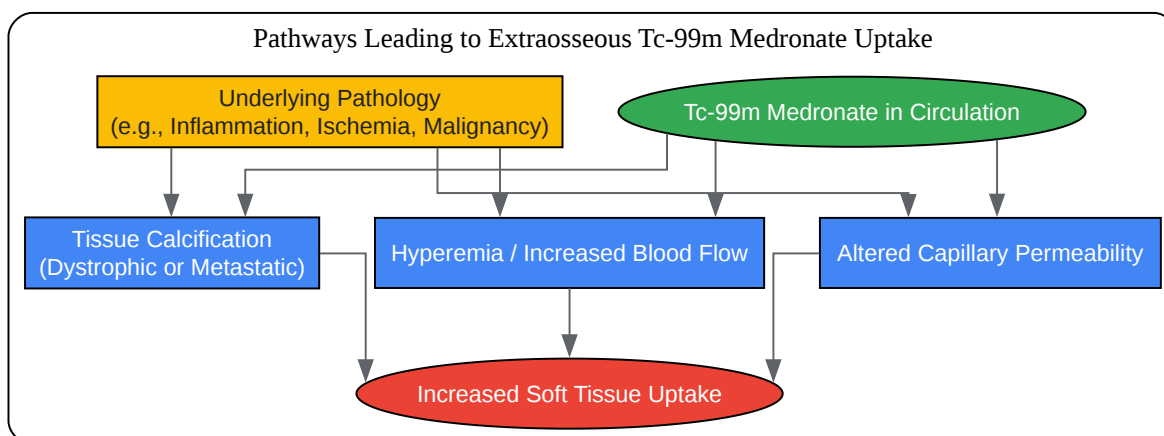 Pathways Leading to Extraosseous Tc-99m Medronate Uptake
Underlying Pathology
(e.g., Inflammation, Ischemia, Malignancy)
Tc-99m Medronate in Circulation
Tissue Calcification
(Dystrophic or Metastatic)
Hyperemia / Increased Blood Flow
Altered Capillary Permeability
Increased Soft Tissue Uptake